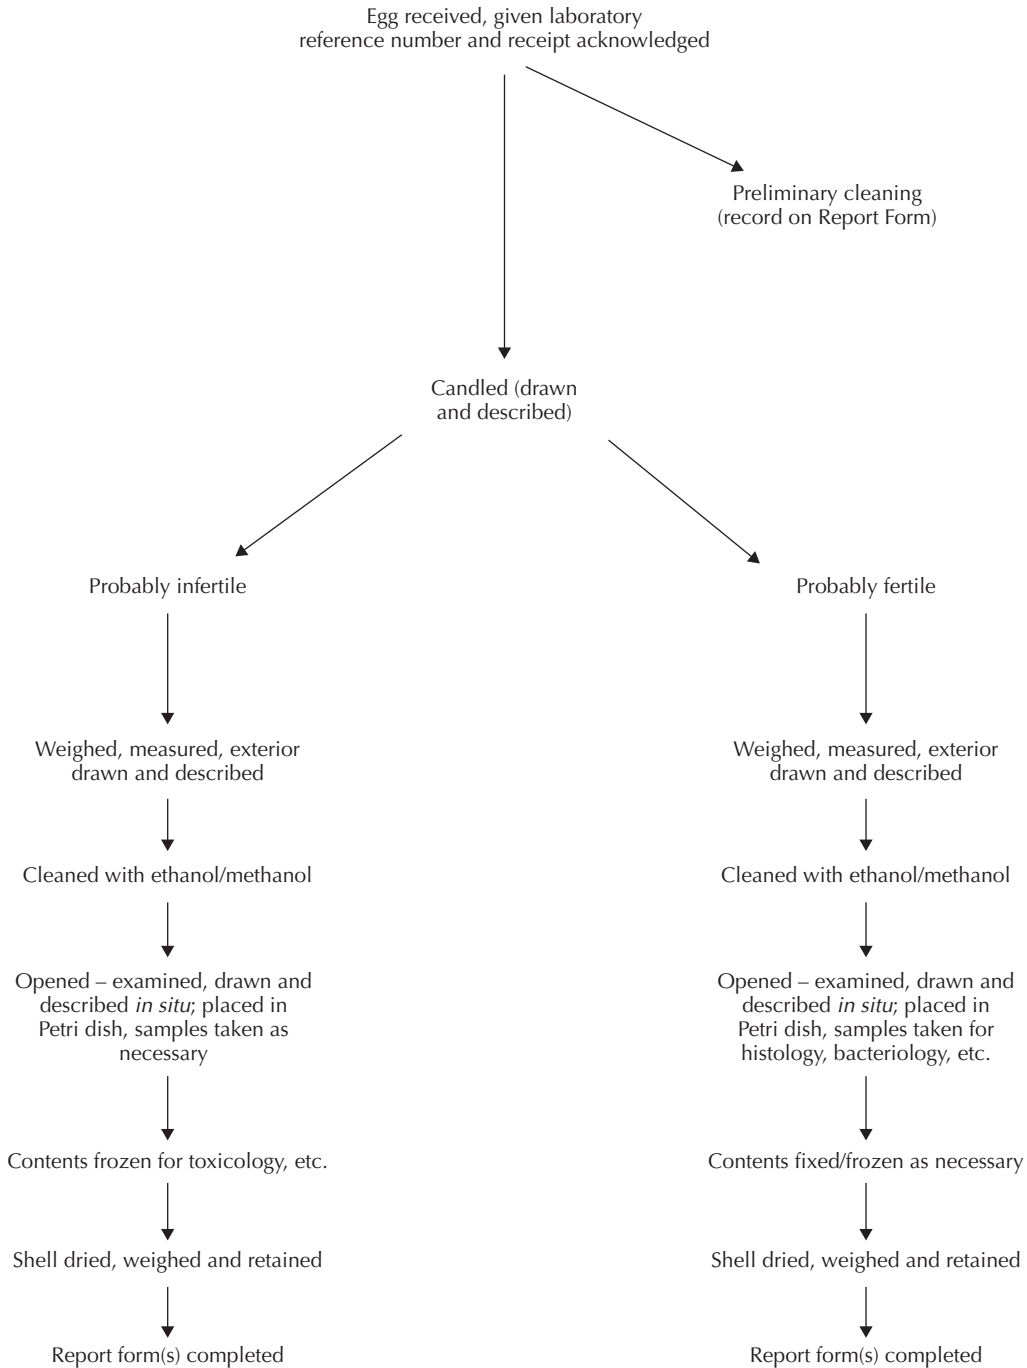 Egg received, given laboratory
reference number and receipt acknowledged
Preliminary cleaning
(record on Report Form)
Candled (drawn
and described)
Probably infertile
Probably fertile
Weighed, measured, exterior
drawn and described
Weighed, measured, exterior
drawn and described
Cleaned with ethanol/methanol
Cleaned with ethanol/methanol
Opened – examined, drawn and
described in situ; placed in
Petri dish, samples taken as
necessary
Opened – examined, drawn and
described in situ; placed in
Petri dish, samples taken for
histology, bacteriology, etc.
Contents frozen for toxicology, etc.
Contents fixed/frozen as necessary
Shell dried, weighed and retained
Shell dried, weighed and retained
Report form(s) completed
Report form(s) completed